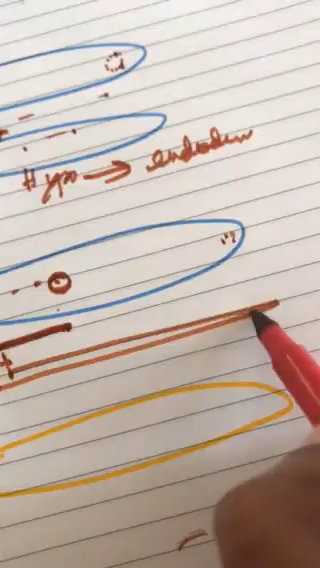 Hypo → endoderm